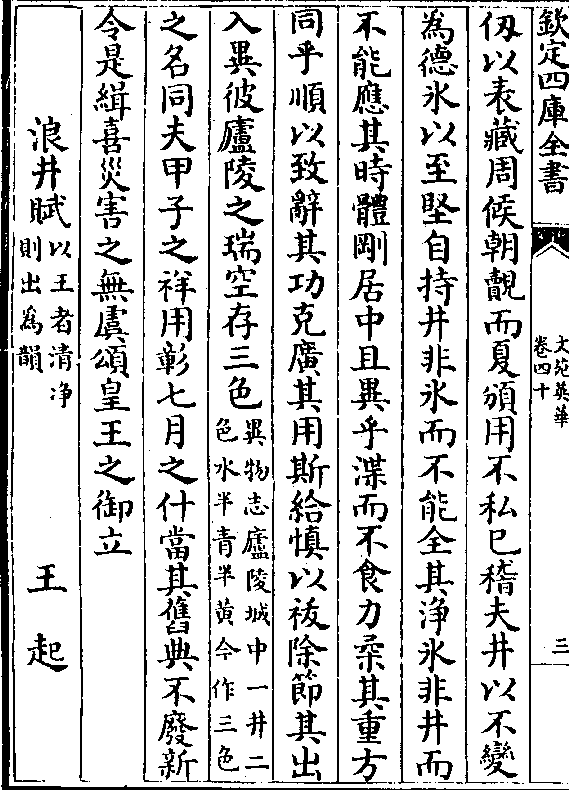 欽定四庫全書
文苑英華
卷四十
三
仭以表藏周候朝覿而夏頒用不私已稽夫井以不變
為德氷以至堅自持井非氷而不能全其浄氷非井而
不能應其時體剛居中且異乎渫而不食力柔其重方
同乎順以致辭其功克廣其用斯給慎以祓除節其出
入異彼廬陵之瑞空存三色
異物志廬陵城中一井二
色水半青半黄今作三色
之名同夫甲子之祥用彰七月之什當其舊典不廢新
令是緝喜災害之無虞頌皇王之御立
浪井賦
以王者清净
則出為韻
王起